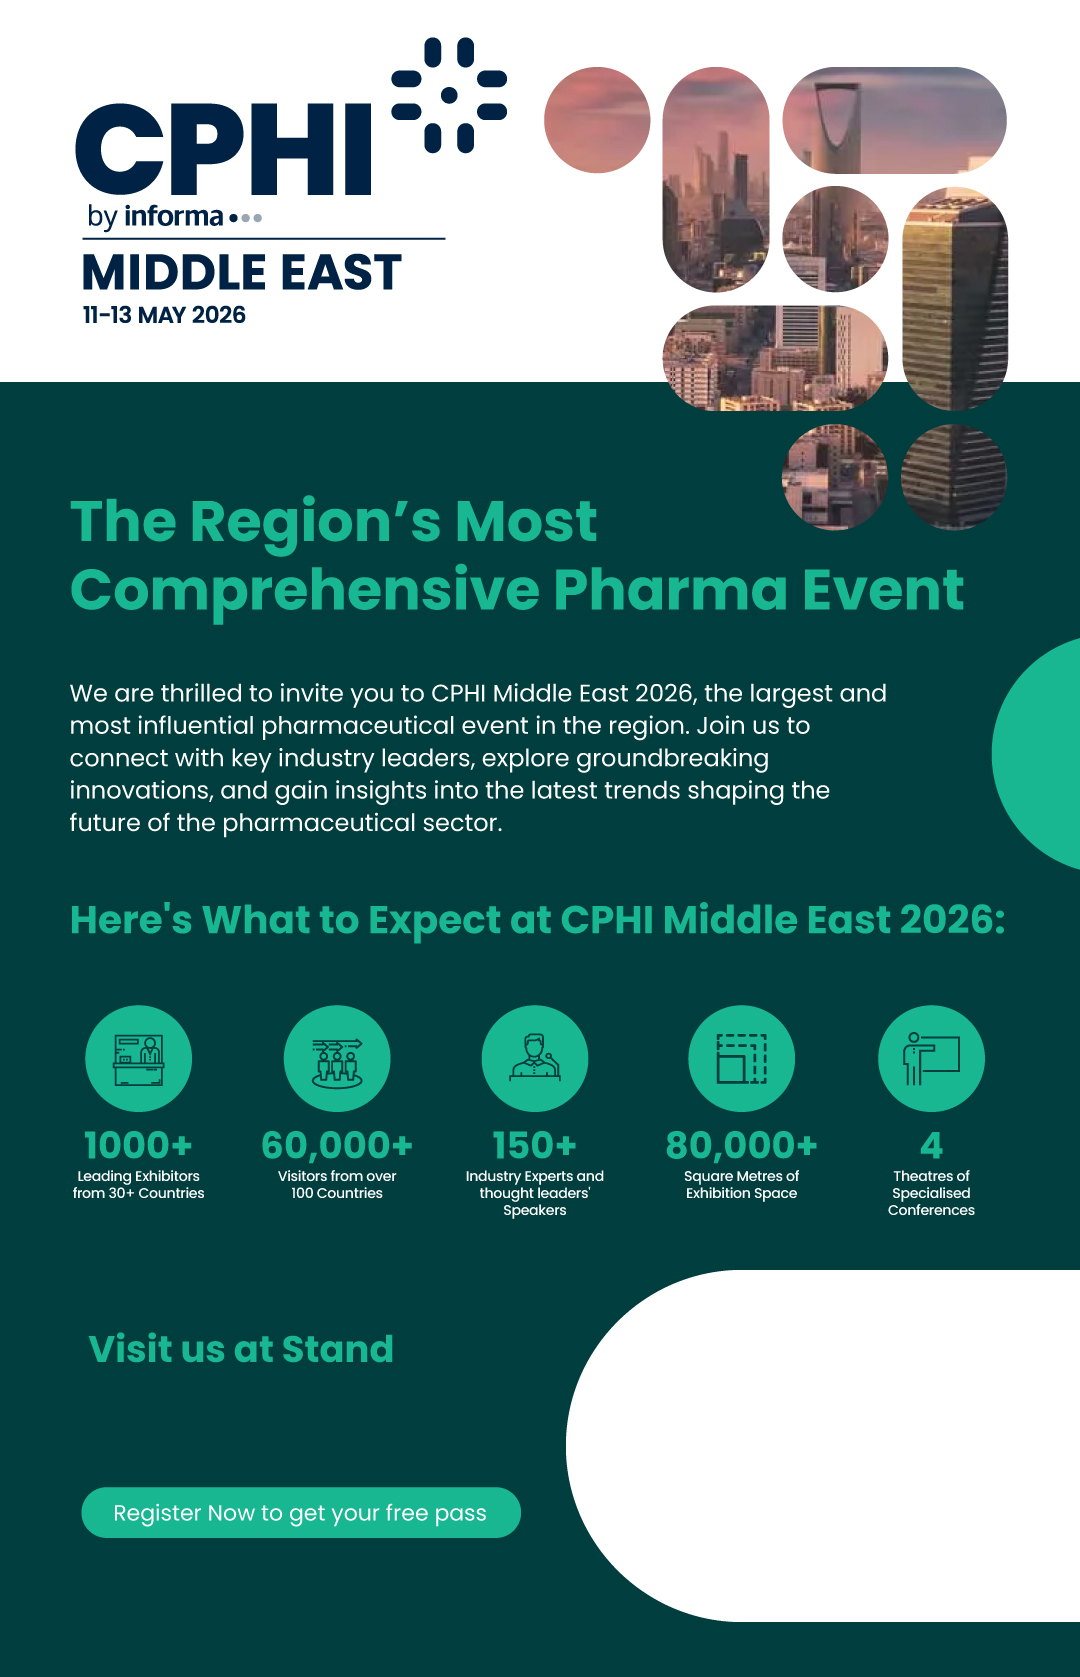 CPHI
by informa
MIDDLE EAST
11-13 MAY 2026
The Region’s Most
Comprehensive Pharma Event
We are thrilled to invite you to CPHI Middle East 2026, the largest and
most influential pharmaceutical event in the region. Join us to
connect with key industry leaders, explore groundbreaking
innovations, and gain insights into the latest trends shaping the
future of the pharmaceutical sector.
Here's What to Expect at CPHI Middle East 2026:
1000+
Leading Exhibitors
from 30+ Countries
60,000+
Visitors from over
100 Countries
150+
Industry Experts and
thought leaders'
Speakers
80,000+
Square Metres of
Exhibition Space
4
Theatres of
Specialised
Conferences
Visit us at Stand
Register Now to get your free pass